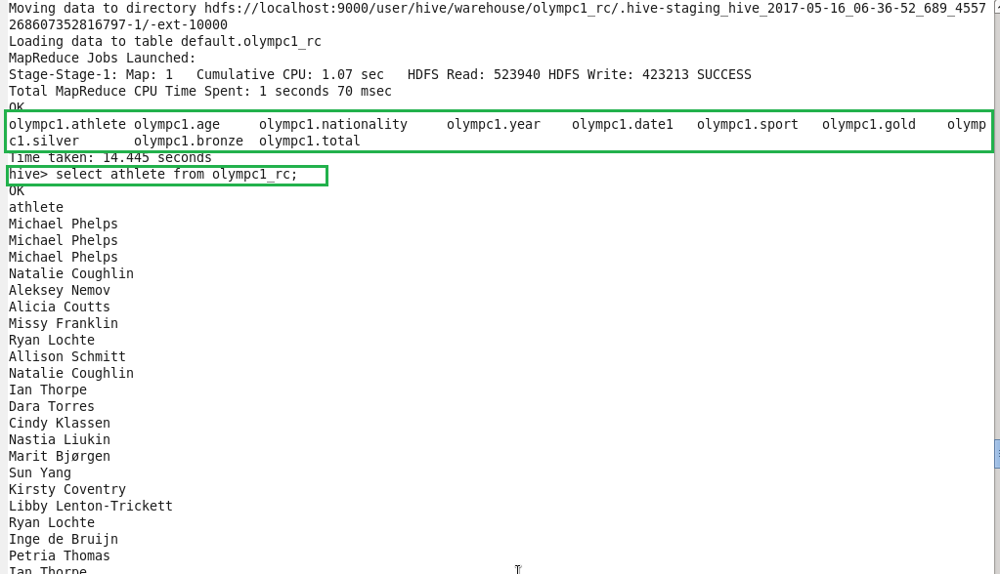 Moving data to directory hdfs://localhost:9000/user/hive/warehouse/olympc1_rc/.hive-staging_hive_2017-05-16_06-36-52_689_4557
268607352816797-1/-ext-10000
Loading data to table default.olympc1_rc
MapReduce Jobs Launched:
Stage-Stage-1: Map: 1   Cumulative CPU: 1.07 sec   HDFS Read: 523940 HDFS Write: 423213 SUCCESS
Total MapReduce CPU Time Spent: 1 seconds 70 msec
OK
olympc1.athlete olympc1.age     olympc1.nationality     olympc1.year    olympc1.date1   olympc1.sport   olympc1.gold    olymp
c1.silver       olympc1.bronze  olympc1.total
Time taken: 14.445 seconds
hive> select athlete from olympc1_rc;
OK
athlete
Michael Phelps
Michael Phelps
Michael Phelps
Natalie Coughlin
Aleksey Nemov
Alicia Coutts
Missy Franklin
Ryan Lochte
Allison Schmitt
Natalie Coughlin
Ian Thorpe
Dara Torres
Cindy Klassen
Nastia Liukin
Marit Bjørgen
Sun Yang
Kirsty Coventry
Libby Lenton-Trickett
Ryan Lochte
Inge de Bruijn
Petria Thomas
Ian Thorpe